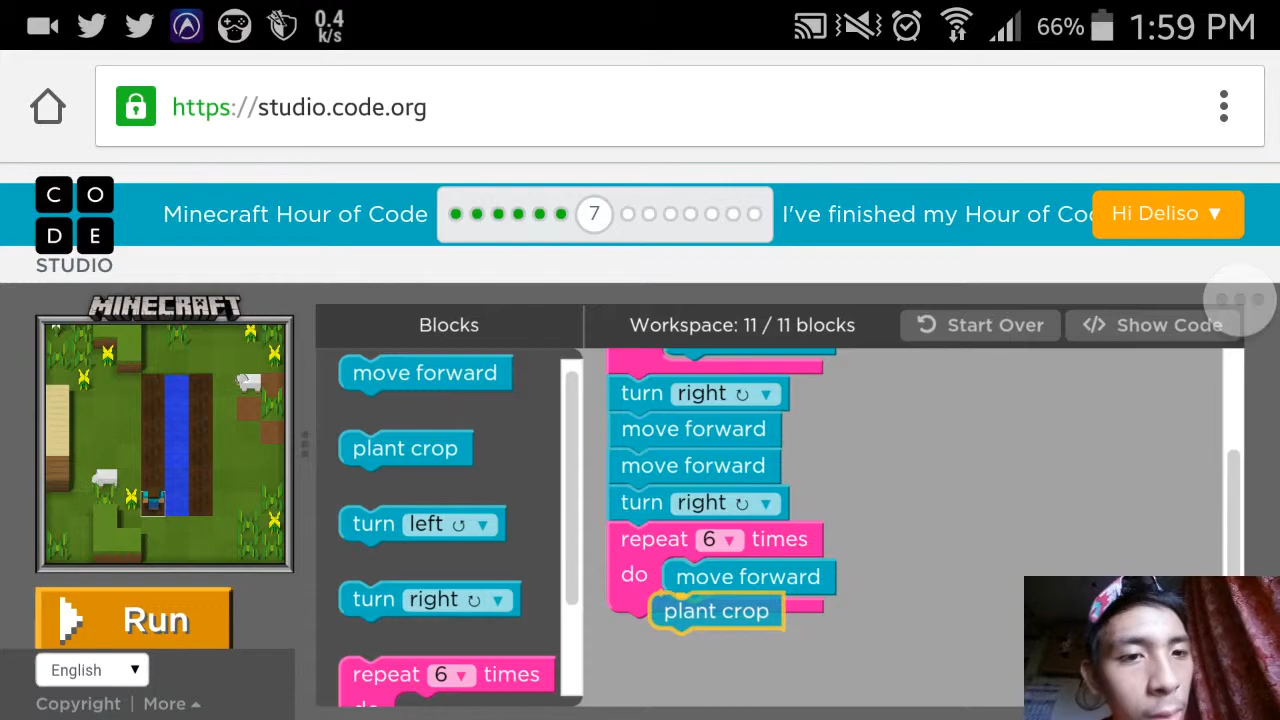 0.4
k/s
66%
1:59 PM
https://studio.code.org
C O
D E
STUDIO
Minecraft Hour of Code
7
I've finished my Hour of Co
Hi Deliso ▼
MINECRAFT
Blocks
Workspace: 11 / 11 blocks
Start Over
</> Show Code
move forward
plant crop
turn left ↺ ▼
turn right ↻ ▼
repeat 6 ▼ times
turn right ↻ ▼
move forward
move forward
turn right ↻ ▼
repeat 6 ▼ times
do
move forward
plant crop
Run
English ▼
Copyright | More